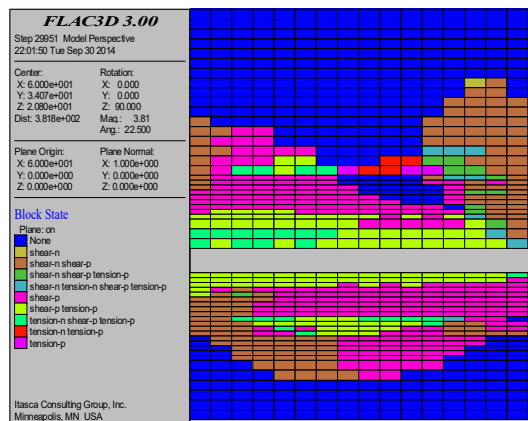 FLAC3D 3.00
Step 29951 Model Perspective
22:01:50 Tue Sep 30 2014
Center: Rotation:
X: 6.000e+001 X: 0.000
Y: 3.407e+001 Y: 0.000
Z: 2.080e+001 Z: 90.000
Dist: 3.818e+002 Mag.: 3.81
Ang.: 22.500
Plane Origin: Plane Normal:
X: 6.000e+001 X: 1.000e+000
Y: 0.000e+000 Y: 0.000e+000
Z: 0.000e+000 Z: 0.000e+000
Block State
Plane: on
None
shear-n
shear-n shear-p
shear-n shear-p tension-p
shear-n tension-n shear-p tension-p
shear-p
shear-p tension-p
tension-n shear-p tension-p
tension-n tension-p
tension-p
Itasca Consulting Group, Inc.
Minneapolis, MN USA